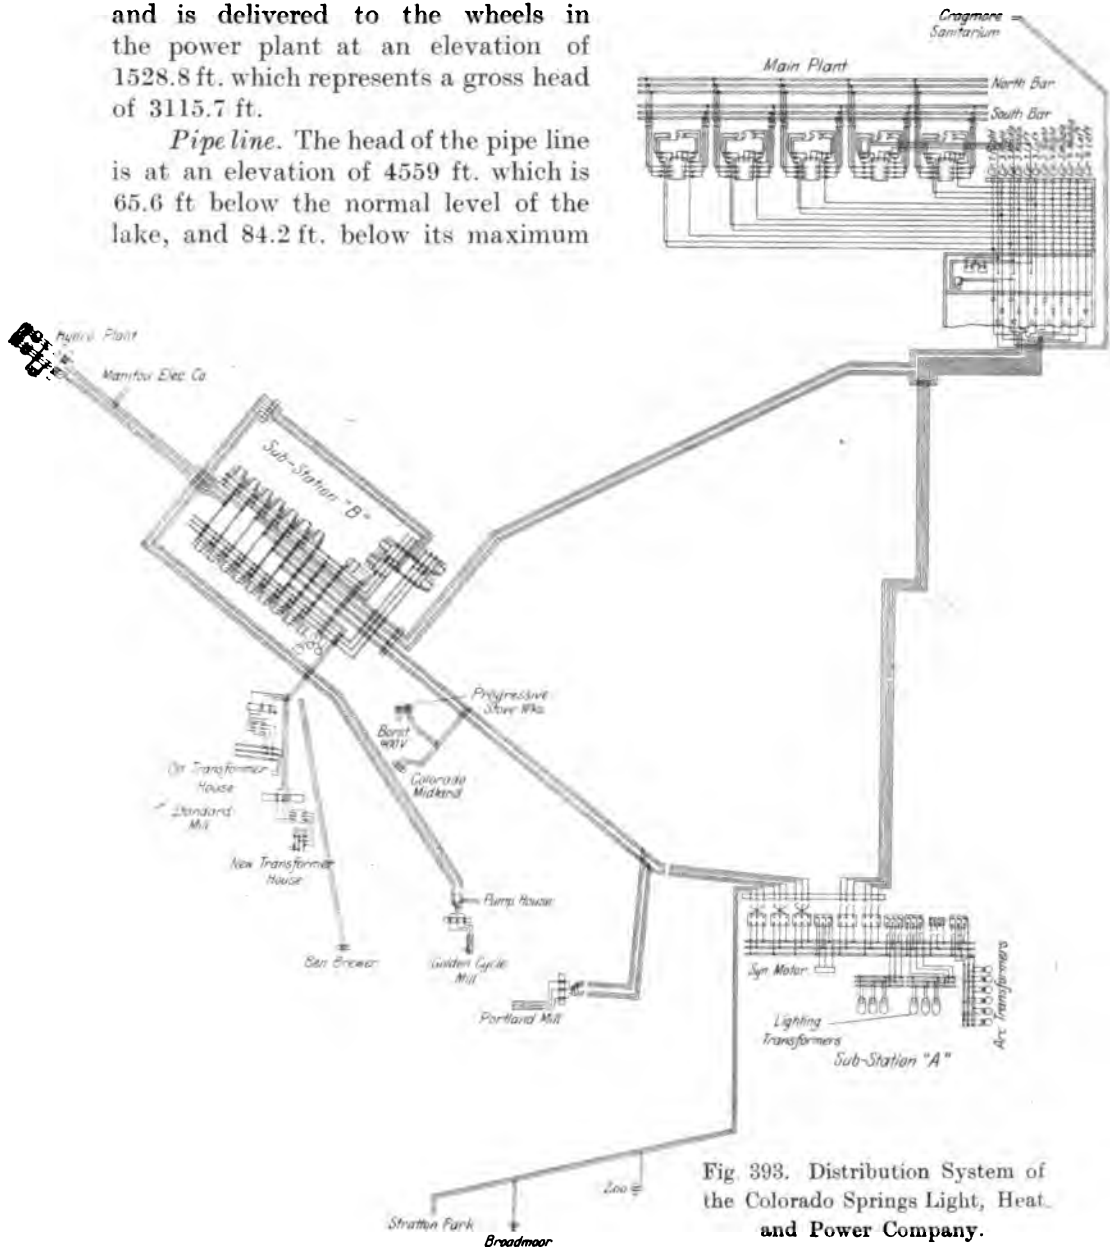 and is delivered to the wheels in
the power plant at an elevation of
1528.8 ft. which represents a gross head
of 3115.7 ft.
Pipe line. The head of the pipe line
is at an elevation of 4559 ft. which is
65.6 ft below the normal level of the
lake, and 84.2 ft. below its maximum
Cragmore
Sanitarium
Main Plant
North Bar
South Bar
Hydro. Plant
Manitou Elec Co
Sub-Station "B"
Progressive
Stove Wks.
Borst
400V
Colorado
Midland
Transformer
House
Standard
Mill
New Transformer
House
Ben Brewer
Pump House
Golden Cycle
Mill
Portland Mill
Syn Motor
Lighting
Transformers
Arc Transformers
Sub-Station "A"
Zoo
Stratton Park
Broadmoor
Fig. 393. Distribution System of
the Colorado Springs Light, Heat
and Power Company.